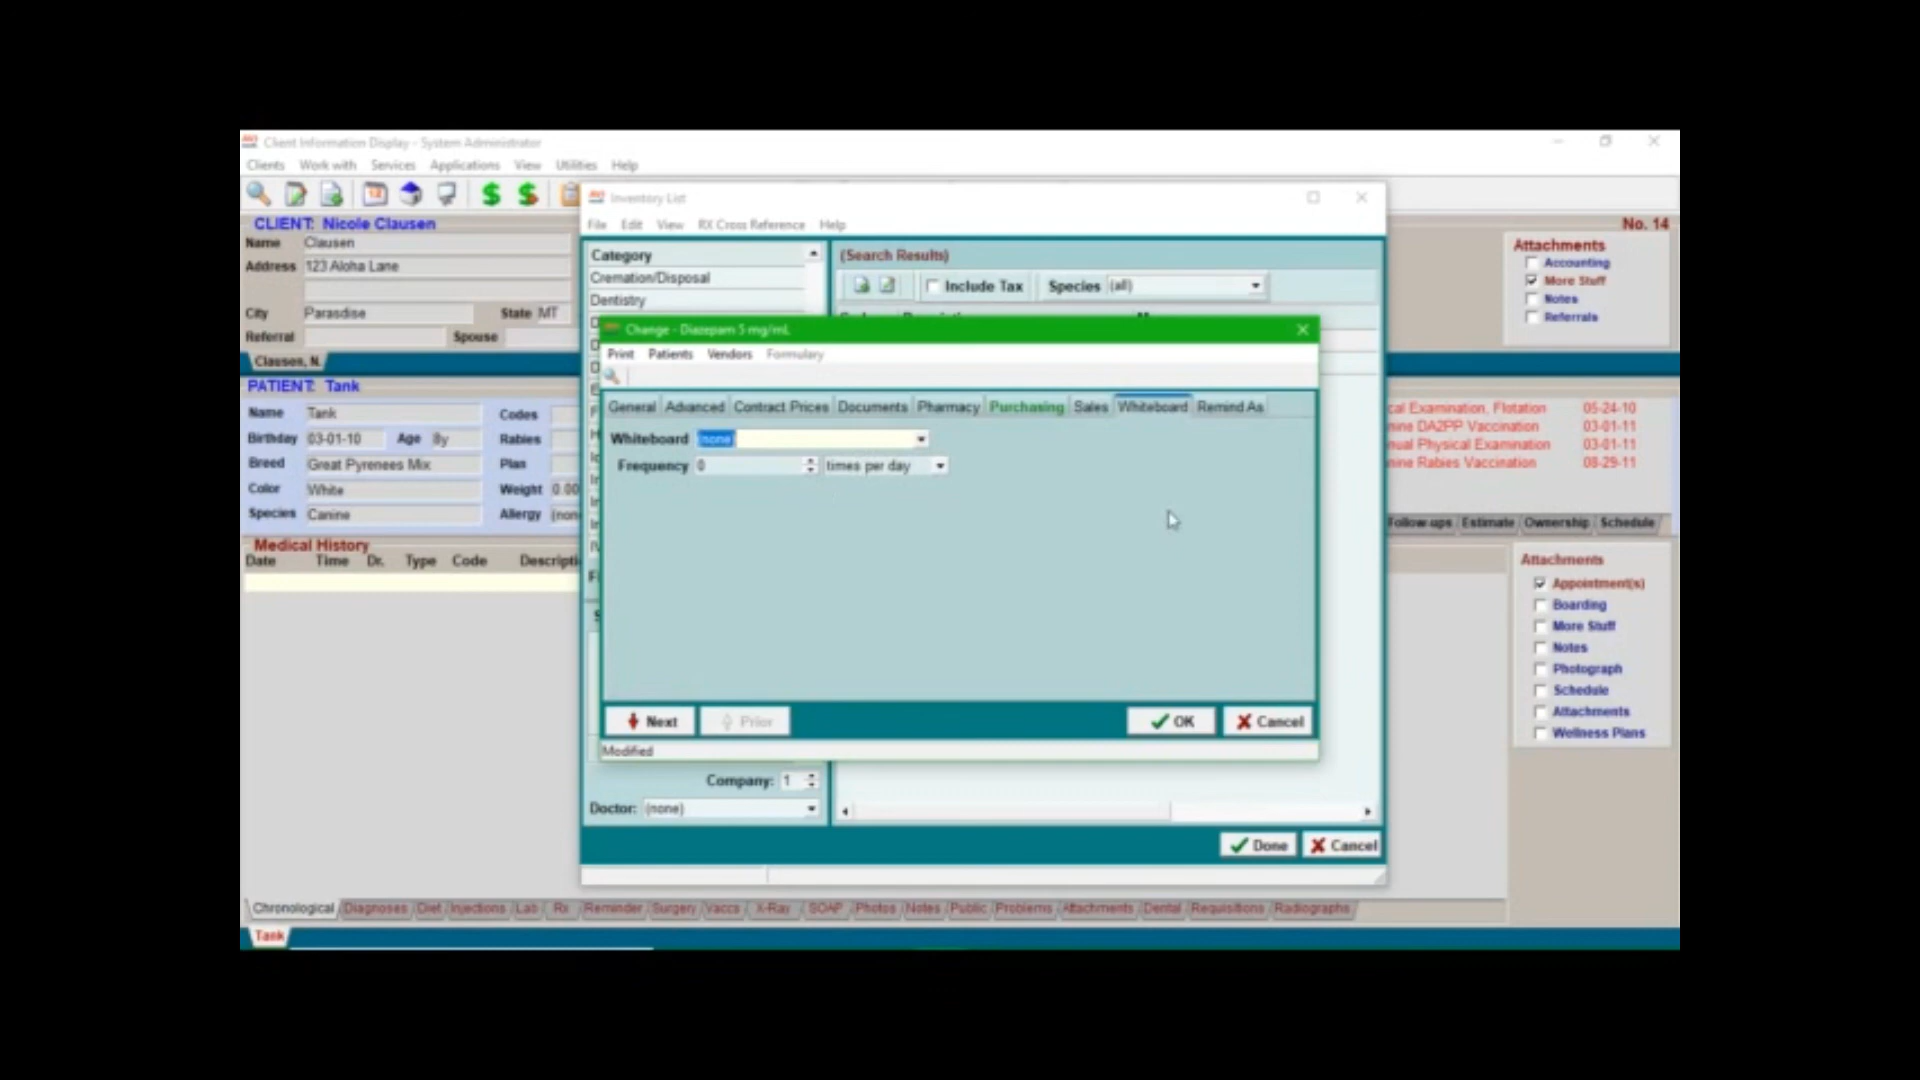 Client Information Display - System Administrator
Clients Work with Services Applications View Utilities Help
CLIENT: Nicole Clausen
No. 14
Name Clausen
Address 123 Aloha Lane
City Parasdise State MT
Referral Spouse
Clausen, N.
Attachments
Accounting
More Stuff
Notes
Referrals
PATIENT: Tank
Name Tank Codes
Birthday 03-01-10 Age 8y Rabies
Breed Great Pyrenees Mix Plan
Color White Weight 0.00
Species Canine Allergy (non
cal Examination, Flotation 05-24-10
nine DA2PP Vaccination 03-01-11
nual Physical Examination 03-01-11
nine Rabies Vaccination 08-29-11
Follow-ups Estimate Ownership Schedule
Medical History
Date Time Dr. Type Code Descripti
Attachments
Appointment(s)
Boarding
More Stuff
Notes
Photograph
Schedule
Attachments
Wellness Plans
Inventory List
File Edit View RX Cross Reference Help
Category
Cremation/Disposal
Dentistry
(Search Results)
Include Tax Species (all)
Change - Diazepam 5 mg/mL
Print Patients Vendors Formulary
General Advanced Contract Prices Documents Pharmacy Purchasing Sales Whiteboard Remind As
Whiteboard (none)
Frequency 0 times per day
Next Prior OK Cancel
Modified
Company: 1
Doctor: (none)
Done Cancel
Chronological Diagnoses Diet Injections Lab Rx Reminder Surgery Vaccs X-Ray SOAP Photos Notes Public Problems Attachments Dental Requisitions Radiographs
Tank